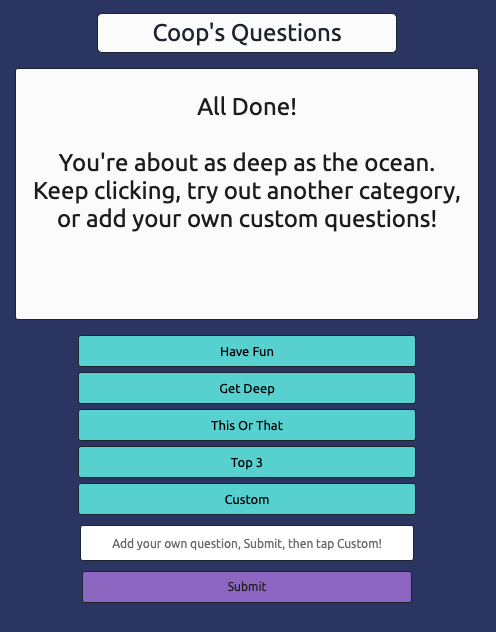 Coop's Questions
All Done!
You're about as deep as the ocean.
Keep clicking, try out another category,
or add your own custom questions!
Have Fun
Get Deep
This Or That
Top 3
Custom
Add your own question, Submit, then tap Custom!
Submit